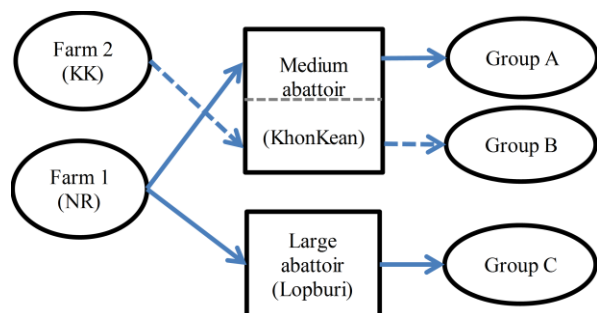 Farm 2
(KK)
Farm 1
(NR)
Medium
abattoir
(KhonKean)
Large
abattoir
(Lopburi)
Group A
Group B
Group C